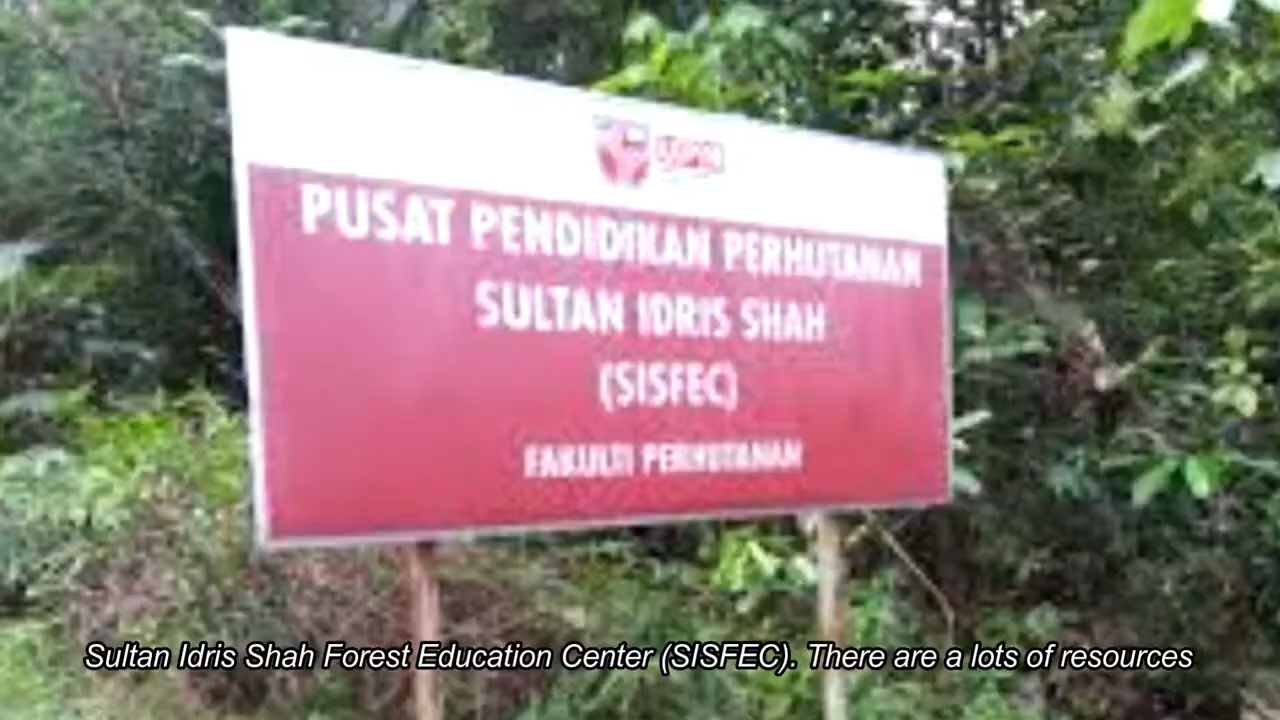 UPM
PUSAT PENDIDIKAN PERHUTANAN
SULTAN IDRIS SHAH
(SISFEC)
FAKULTI PERHUTANAN
Sultan Idris Shah Forest Education Center (SISFEC). There are a lots of resources